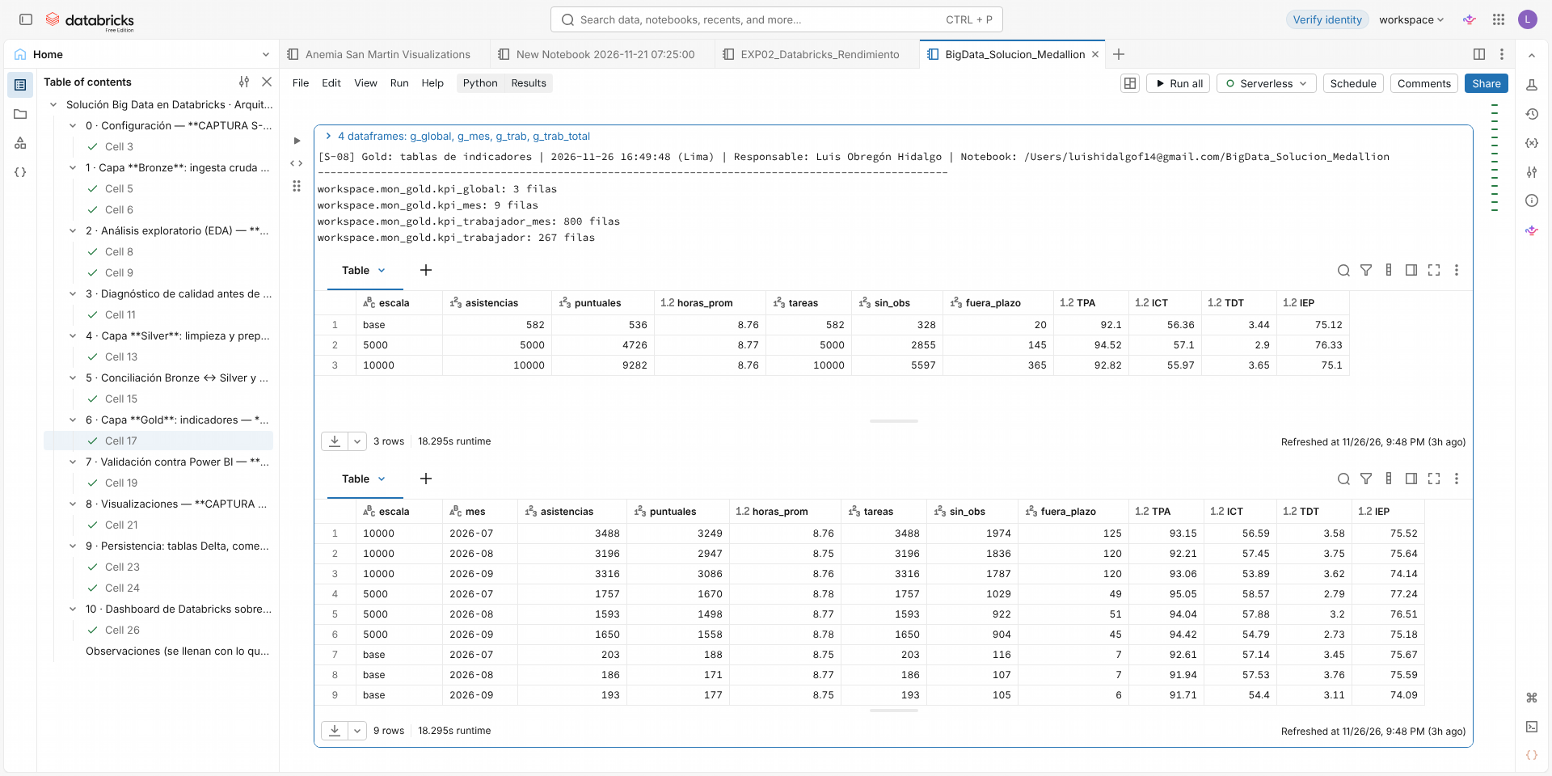 databricks
Free Edition
Search data, notebooks, recents, and more... CTRL + P
Verify identity workspace L
Home
Anemia San Martin Visualizations New Notebook 2026-11-21 07:25:00 EXP02_Databricks_Rendimiento BigData_Solucion_Medallion
Table of contents
File Edit View Run Help Python Results Run all Serverless Schedule Comments Share
Solución Big Data en Databricks · Arquit...
0 · Configuración — **CAPTURA S-...
Cell 3
1 · Capa **Bronze**: ingesta cruda ...
Cell 5
Cell 6
2 · Análisis exploratorio (EDA) — **...
Cell 8
Cell 9
3 · Diagnóstico de calidad antes de ...
Cell 11
4 · Capa **Silver**: limpieza y prep...
Cell 13
5 · Conciliación Bronze ↔ Silver y ...
Cell 15
6 · Capa **Gold**: indicadores — *...
Cell 17
7 · Validación contra Power BI — **...
Cell 19
8 · Visualizaciones — **CAPTURA ...
Cell 21
9 · Persistencia: tablas Delta, come...
Cell 23
Cell 24
10 · Dashboard de Databricks sobre...
Cell 26
Observaciones (se llenan con lo qu...
4 dataframes: g_global, g_mes, g_trab, g_trab_total
[S-08] Gold: tablas de indicadores | 2026-11-26 16:49:48 (Lima) | Responsable: Luis Obregón Hidalgo | Notebook: /Users/luishidalgof14@gmail.com/BigData_Solucion_Medallion
----------------------------------------------------------------------------------------------------
workspace.mon_gold.kpi_global: 3 filas
workspace.mon_gold.kpi_mes: 9 filas
workspace.mon_gold.kpi_trabajador_mes: 800 filas
workspace.mon_gold.kpi_trabajador: 267 filas
Table
escala asistencias puntuales 1.2 horas_prom tareas sin_obs fuera_plazo 1.2 TPA 1.2 ICT 1.2 TDT 1.2 IEP
1 base 582 536 8.76 582 328 20 92.1 56.36 3.44 75.12
2 5000 5000 4726 8.77 5000 2855 145 94.52 57.1 2.9 76.33
3 10000 10000 9282 8.76 10000 5597 365 92.82 55.97 3.65 75.1
3 rows 18.295s runtime Refreshed at 11/26/26, 9:48 PM (3h ago)
Table
escala mes asistencias puntuales 1.2 horas_prom tareas sin_obs fuera_plazo 1.2 TPA 1.2 ICT 1.2 TDT 1.2 IEP
1 10000 2026-07 3488 3249 8.76 3488 1974 125 93.15 56.59 3.58 75.52
2 10000 2026-08 3196 2947 8.75 3196 1836 120 92.21 57.45 3.75 75.64
3 10000 2026-09 3316 3086 8.76 3316 1787 120 93.06 53.89 3.62 74.14
4 5000 2026-07 1757 1670 8.78 1757 1029 49 95.05 58.57 2.79 77.24
5 5000 2026-08 1593 1498 8.77 1593 922 51 94.04 57.88 3.2 76.51
6 5000 2026-09 1650 1558 8.78 1650 904 45 94.42 54.79 2.73 75.18
7 base 2026-07 203 188 8.75 203 116 7 92.61 57.14 3.45 75.67
8 base 2026-08 186 171 8.77 186 107 7 91.94 57.53 3.76 75.59
9 base 2026-09 193 177 8.75 193 105 6 91.71 54.4 3.11 74.09
9 rows 18.295s runtime Refreshed at 11/26/26, 9:48 PM (3h ago)